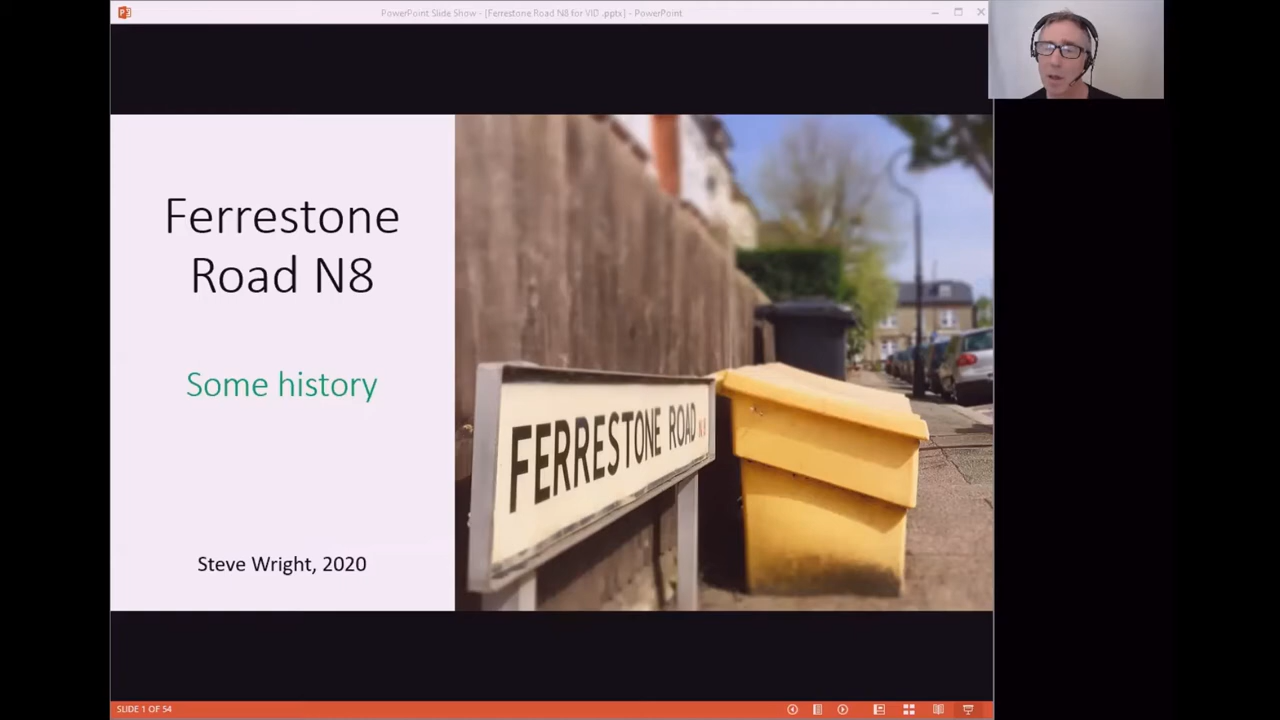 PowerPoint Slide Show - [Ferrestone Road N8 for VID .pptx] - PowerPoint
Ferrestone
Road N8
Some history
Steve Wright, 2020
FERRESTONE ROAD N8
SLIDE 1 OF 54